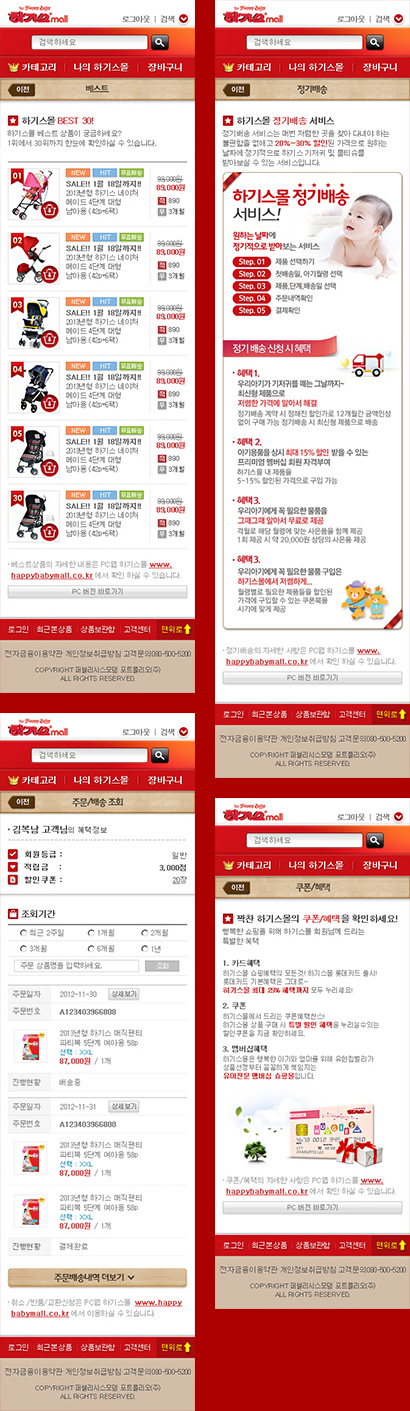 the Happy Baby
하기스mall
로그아웃 | 검색
검색하세요
카테고리 | 나의 하기스몰 | 장바구니
이전
베스트
하기스몰 BEST 30!
하기스몰 베스트 상품이 궁금하세요?
1위에서 30위까지 한눈에 확인하실 수 있습니다.
01
NEW HIT 무료배송
SALE!! 1월 18일까지!!
2013년형 하기스 네이처
메이드 4단계 대형
남아용 (42p*6팩)
99,000원
89,000원
적 890
무 3개월
02
NEW HIT 무료배송
SALE!! 1월 18일까지!!
2013년형 하기스 네이처
메이드 4단계 대형
남아용 (42p*6팩)
99,000원
89,000원
적 890
무 3개월
03
NEW HIT 무료배송
SALE!! 1월 18일까지!!
2013년형 하기스 네이처
메이드 4단계 대형
남아용 (42p*6팩)
99,000원
89,000원
적 890
무 3개월
04
NEW HIT 무료배송
SALE!! 1월 18일까지!!
2013년형 하기스 네이처
메이드 4단계 대형
남아용 (42p*6팩)
99,000원
89,000원
적 890
무 3개월
05
NEW HIT 무료배송
SALE!! 1월 18일까지!!
2013년형 하기스 네이처
메이드 4단계 대형
남아용 (42p*6팩)
99,000원
89,000원
적 890
무 3개월
30
NEW HIT 무료배송
SALE!! 1월 18일까지!!
2013년형 하기스 네이처
메이드 4단계 대형
남아용 (42p*6팩)
99,000원
89,000원
적 890
무 3개월
· 베스트상품의 자세한 내용은 PC웹 하기스몰 www.
happybabymall.co.kr 에서 확인 하실 수 있습니다.
PC 버전 바로가기
로그인 | 최근본상품 | 상품보관함 | 고객센터 | 맨위로
전자금융이용약관·개인정보취급방침·고객문의080-500-5200
COPYRIGHT 퍼블리시스모뎀 포트폴리오(주)
ALL RIGHTS RESERVED.
하기스mall
로그아웃 | 검색
검색하세요
카테고리 | 나의 하기스몰 | 장바구니
이전
주문/배송 조회
· 김복남 고객님의 혜택정보
회원등급 : 일반
적립금 : 3,000점
할인쿠폰 : 20장
조회기간
최근 2주일 1개월 2개월
3개월 6개월 1년
주문 상품명을 입력하세요.
조회
주문일자 2012-11-30 상세보기
주문번호 A123403966808
2013년형 하기스 매직팬티
파티복 5단계 여아용 58p
선택 : XXL
87,000원 / 1개
진행현황 배송중
주문일자 2012-11-31 상세보기
주문번호 A123403966808
2013년형 하기스 매직팬티
파티복 5단계 여아용 58p
선택 : XXL
87,000원 / 1개
2013년형 하기스 매직팬티
파티복 5단계 여아용 58p
선택 : XXL
87,000원 / 1개
진행현황 결제완료
주문배송내역 더보기
· 취소/반품/교환신청은 PC웹 하기스몰 www.happy
babymall.co.kr 에서 이용하실 수 있습니다.
로그인 | 최근본상품 | 상품보관함 | 고객센터 | 맨위로
전자금융이용약관·개인정보취급방침·고객문의080-500-5200
COPYRIGHT 퍼블리시스모뎀 포트폴리오(주)
ALL RIGHTS RESERVED.
the Happy Baby
하기스mall
로그아웃 | 검색
검색하세요
카테고리 | 나의 하기스몰 | 장바구니
이전
정기배송
하기스몰 정기배송 서비스
정기배송 서비스는 매번 저렴한 곳을 찾아 다녀야 하는
불편함을 없애고 20%~30% 할인된 가격으로 원하는
날짜에 정기적으로 하기스 기저귀 및 물티슈를
받아보실 수 있는 서비스입니다.
하기스몰 정기배송
서비스!
원하는 날짜에
정기적으로 받아보는 서비스
Step. 01 제품 선택하기
Step. 02 첫배송일, 아기월령 선택
Step. 03 제품,단계,배송일 선택
Step. 04 주문내역확인
Step. 05 결제확인
정기 배송 신청 시 혜택
· 혜택 1.
우리아기가 기저귀를 떼는 그날까지~
최신형 제품으로
저렴한 가격에 알아서 해결
정기배송 계약 시 정해진 할인가로 12개월간 금액인상
없이 구매 가능 정기배송 시 최신형 제품으로 배송
· 혜택 2.
아기용품을 상시 최대 15% 할인 받을 수 있는
프리미엄 멤버십 회원 자격부여
하기스몰 내 제품을
5~15% 할인된 가격으로 구입 가능
· 혜택3.
우리아기에게 꼭 필요한 물품을
그때그때 알아서 무료로 제공
격월로 해당 월령에 맞는 사은품을 함께 제공
1회 제공 시 약 20,000원 상당의 사은품 제공
· 혜택3.
우리아기에게 꼭 필요한 물품 구입은
하기스몰에서 저렴하게...
월령별로 필요한 제품들을 할인된
가격에 구입할 수 있는 쿠폰북을
시기에 맞게 제공
· 정기배송의 자세한 사항은 PC웹 하기스몰 www.
happybabymall.co.kr 에서 확인 하실 수 있습니다.
PC 버전 바로가기
로그인 | 최근본상품 | 상품보관함 | 고객센터 | 맨위로
전자금융이용약관·개인정보취급방침·고객문의080-500-5200
COPYRIGHT 퍼블리시스모뎀 포트폴리오(주)
ALL RIGHTS RESERVED.
the Happy Baby
하기스mall
로그아웃 | 검색
검색하세요
카테고리 | 나의 하기스몰 | 장바구니
이전
쿠폰/혜택
꽉찬 하기스몰의 쿠폰/혜택을 확인하세요!
행복한 쇼핑을 위해 하기스몰 회원님께 드리는
특별한 혜택
1. 카드혜택
하기스몰 쇼핑혜택의 모든것! 하기스몰 롯데카드 출시!
롯데카드 기본혜택은 그대로~
하기스몰 최대 25% 혜택까지 모두 누리세요!
2. 쿠폰
하기스몰에서 드리는 쿠폰혜택찬스!
하기스몰 상품 구매 시 특별 할인 혜택을 누리실수있는
할인쿠폰을 지금 확인하세요.
3. 멤버십혜택
하기스몰은 행복한 아기와 엄마를 위해 유한킴벌리가
상품선정부터 꼼꼼하게 책임지는
유아전문 멤버십 쇼핑몰입니다.
HUGGIES
· 쿠폰/혜택의 자세한 사항은 PC웹 하기스몰 www.
happybabymall.co.kr 에서 확인하실 수 있습니다.
PC 버전 바로가기
로그인 | 최근본상품 | 상품보관함 | 고객센터 | 맨위로
전자금융이용약관·개인정보취급방침·고객문의080-500-5200
COPYRIGHT 퍼블리시스모뎀 포트폴리오(주)
ALL RIGHTS RESERVED.